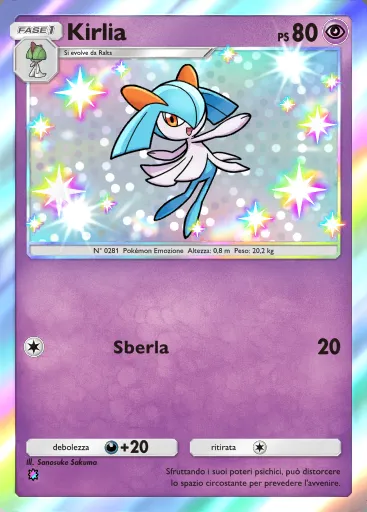 FASE 1
Kirlia
PS 80
Si evolve da Ralts
N° 0281 Pokémon Emozione Altezza: 0,8 m Peso: 20,2 kg
Sberla 20
debolezza +20 ritirata
Ill. Sanosuke Sakuma
Sfruttando i suoi poteri psichici, può distorcere
lo spazio circostante per prevedere l'avvenire.